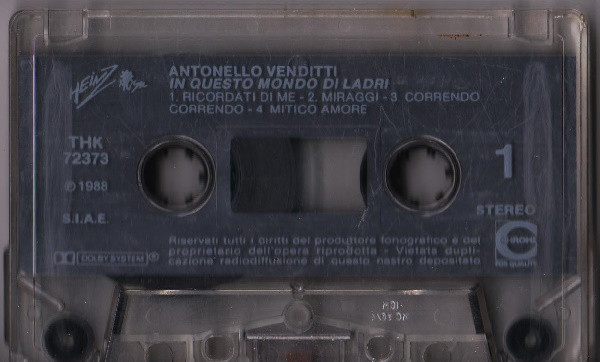 HEINZ
ANTONELLO VENDITTI
IN QUESTO MONDO DI LADRI
1. RICORDATI DI ME - 2. MIRAGGI - 3. CORRENDO
CORRENDO - 4. MITICO AMORE
THK
72373
℗ 1988
S.I.A.E.
1
STEREO
DOLBY SYSTEM ®
Riservati tutti i diritti del produttore fonografico e del
proprietario dell'opera riprodotta - Vietata dupli-
cazione radiodiffusione di questo nastro depositato